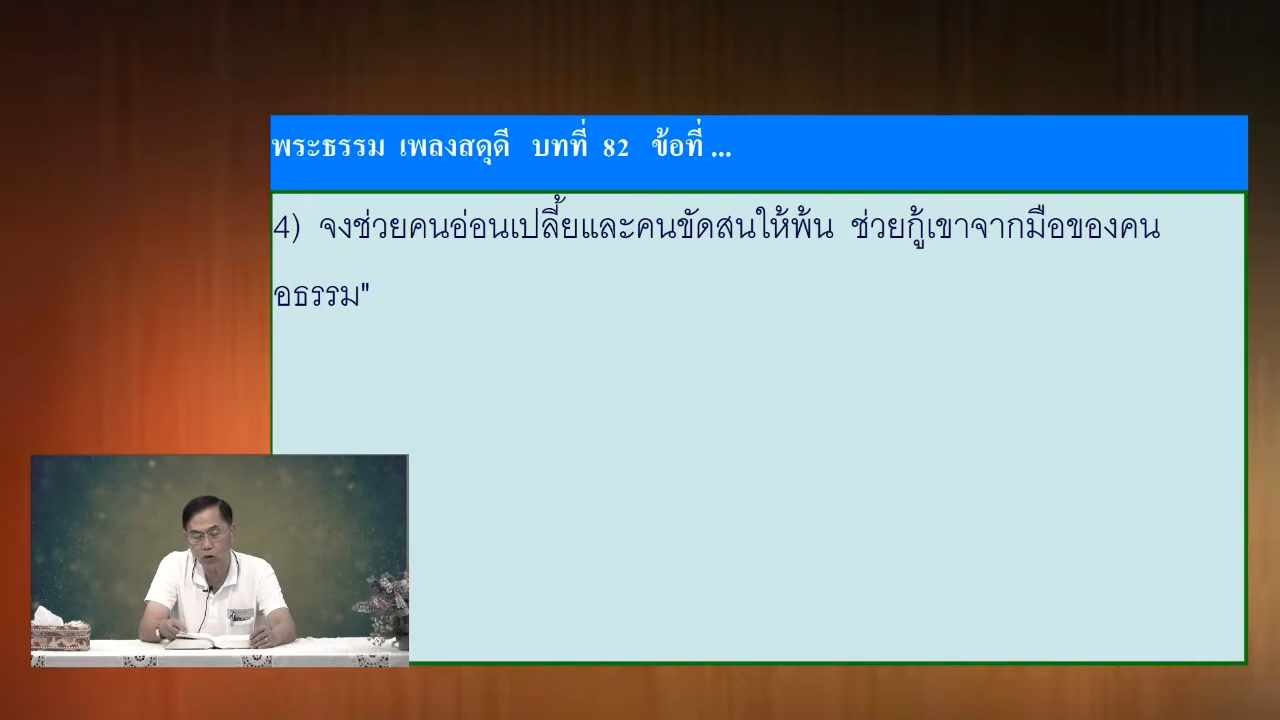 พระธรรม เพลงสดุดี บทที่ 82 ข้อที่ ...
4) จงช่วยคนอ่อนเปลี้ยและคนขัดสนให้พ้น ช่วยกู้เขาจากมือของคน
อธรรม"